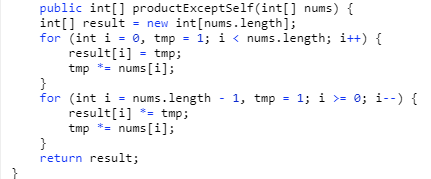 public int[] productExceptSelf(int[] nums) {
int[] result = new int[nums.length];
for (int i = 0, tmp = 1; i < nums.length; i++) {
result[i] = tmp;
tmp *= nums[i];
}
for (int i = nums.length - 1, tmp = 1; i >= 0; i--) {
result[i] *= tmp;
tmp *= nums[i];
}
return result;
}